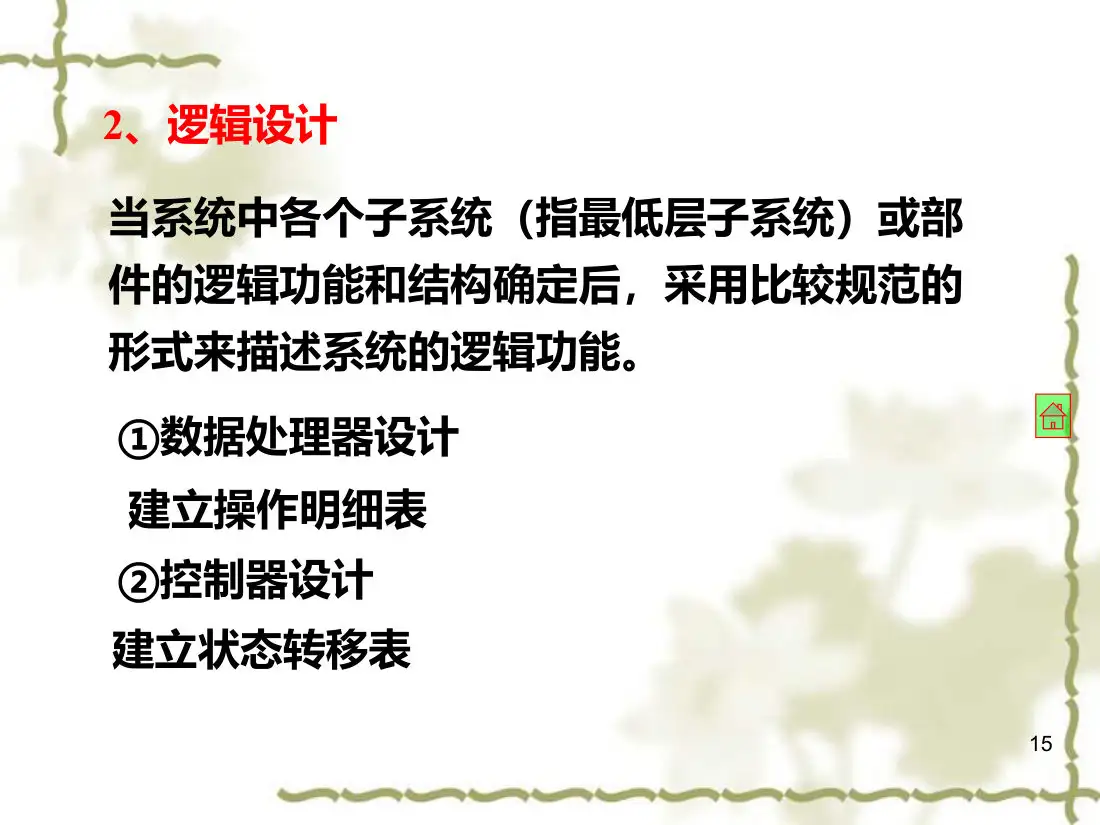 2、逻辑设计
当系统中各个子系统（指最低层子系统）或部
件的逻辑功能和结构确定后，采用比较规范的
形式来描述系统的逻辑功能。
①数据处理器设计
建立操作明细表
②控制器设计
建立状态转移表
15